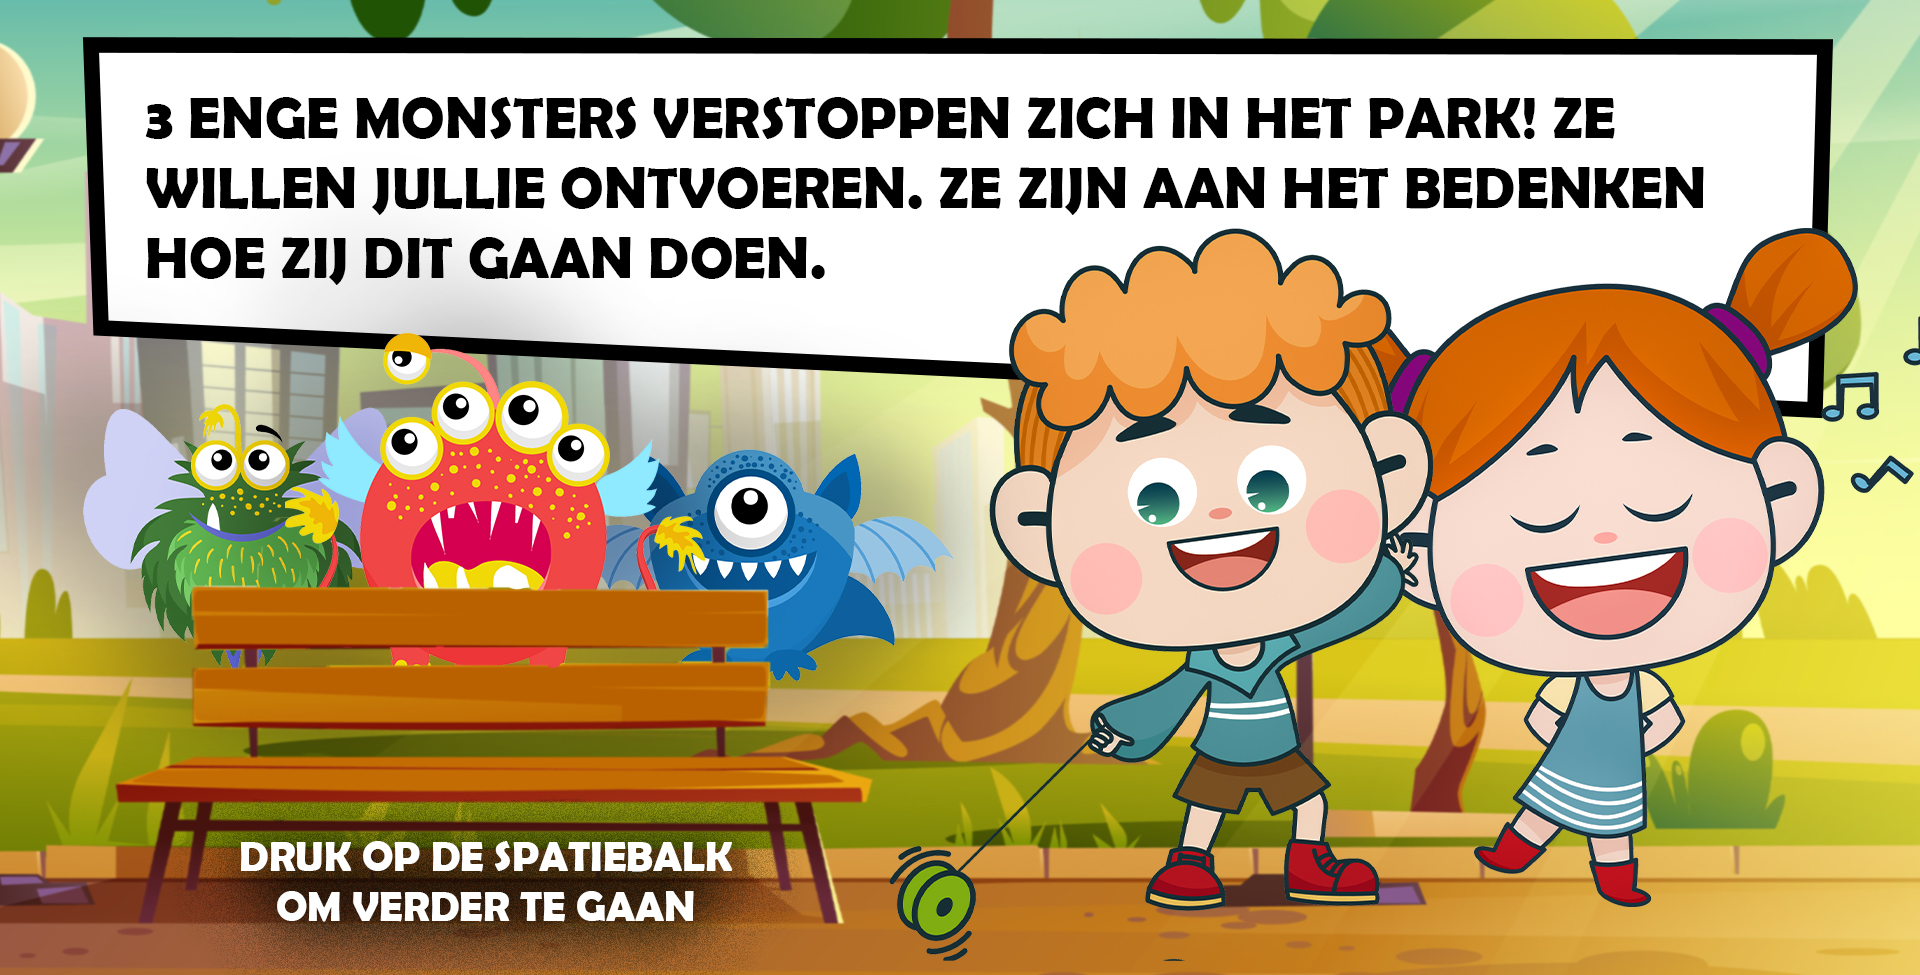 3 ENGE MONSTERS VERSTOPPEN ZICH IN HET PARK! ZE
WILLEN JULLIE ONTVOEREN. ZE ZIJN AAN HET BEDENKEN
HOE ZIJ DIT GAAN DOEN.
DRUK OP DE SPATIEBALK
OM VERDER TE GAAN